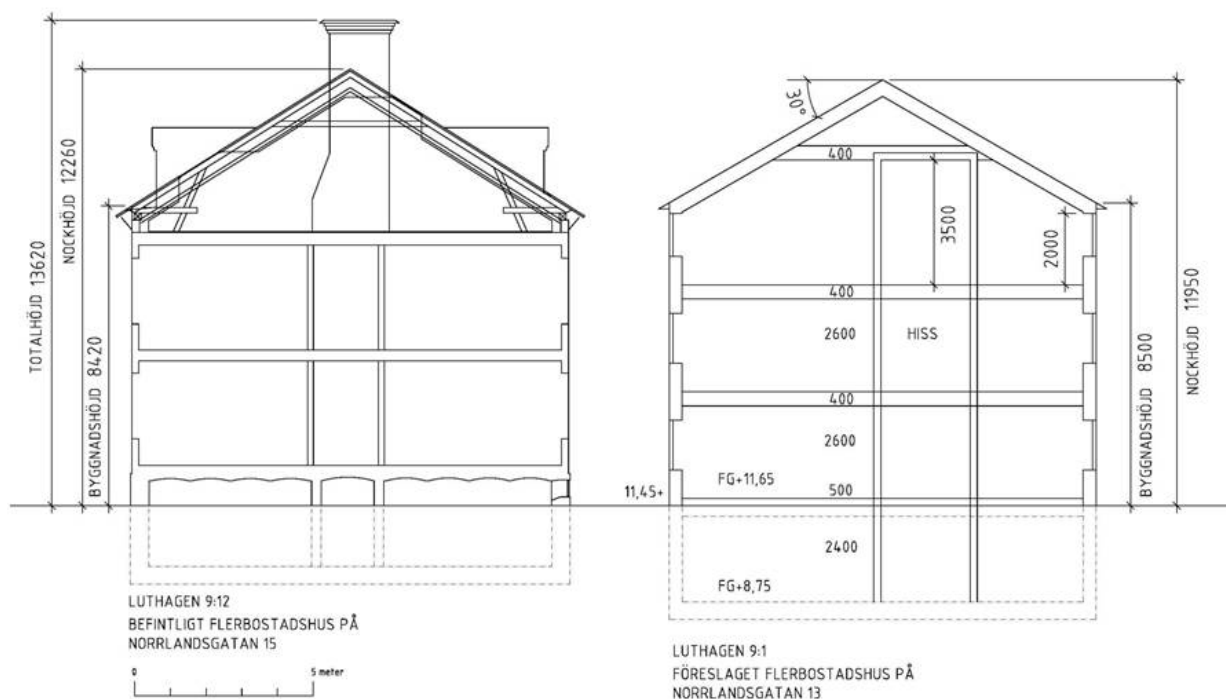 TOTALHÖJD 13620
NOCKHÖJD 12260
BYGGNADSHÖJD 8420
LUTHAGEN 9:12
BEFINTLIGT FLERBOSTADSHUS PÅ
NORRLANDSGATAN 15
0 5 meter
30°
400
3500
2000
400
2600
HISS
400
2600
11,45+
FG+11,65
500
2400
FG+8,75
BYGGNADSHÖJD 8500
NOCKHÖJD 11950
LUTHAGEN 9:1
FÖRESLAGET FLERBOSTADSHUS PÅ
NORRLANDSGATAN 13